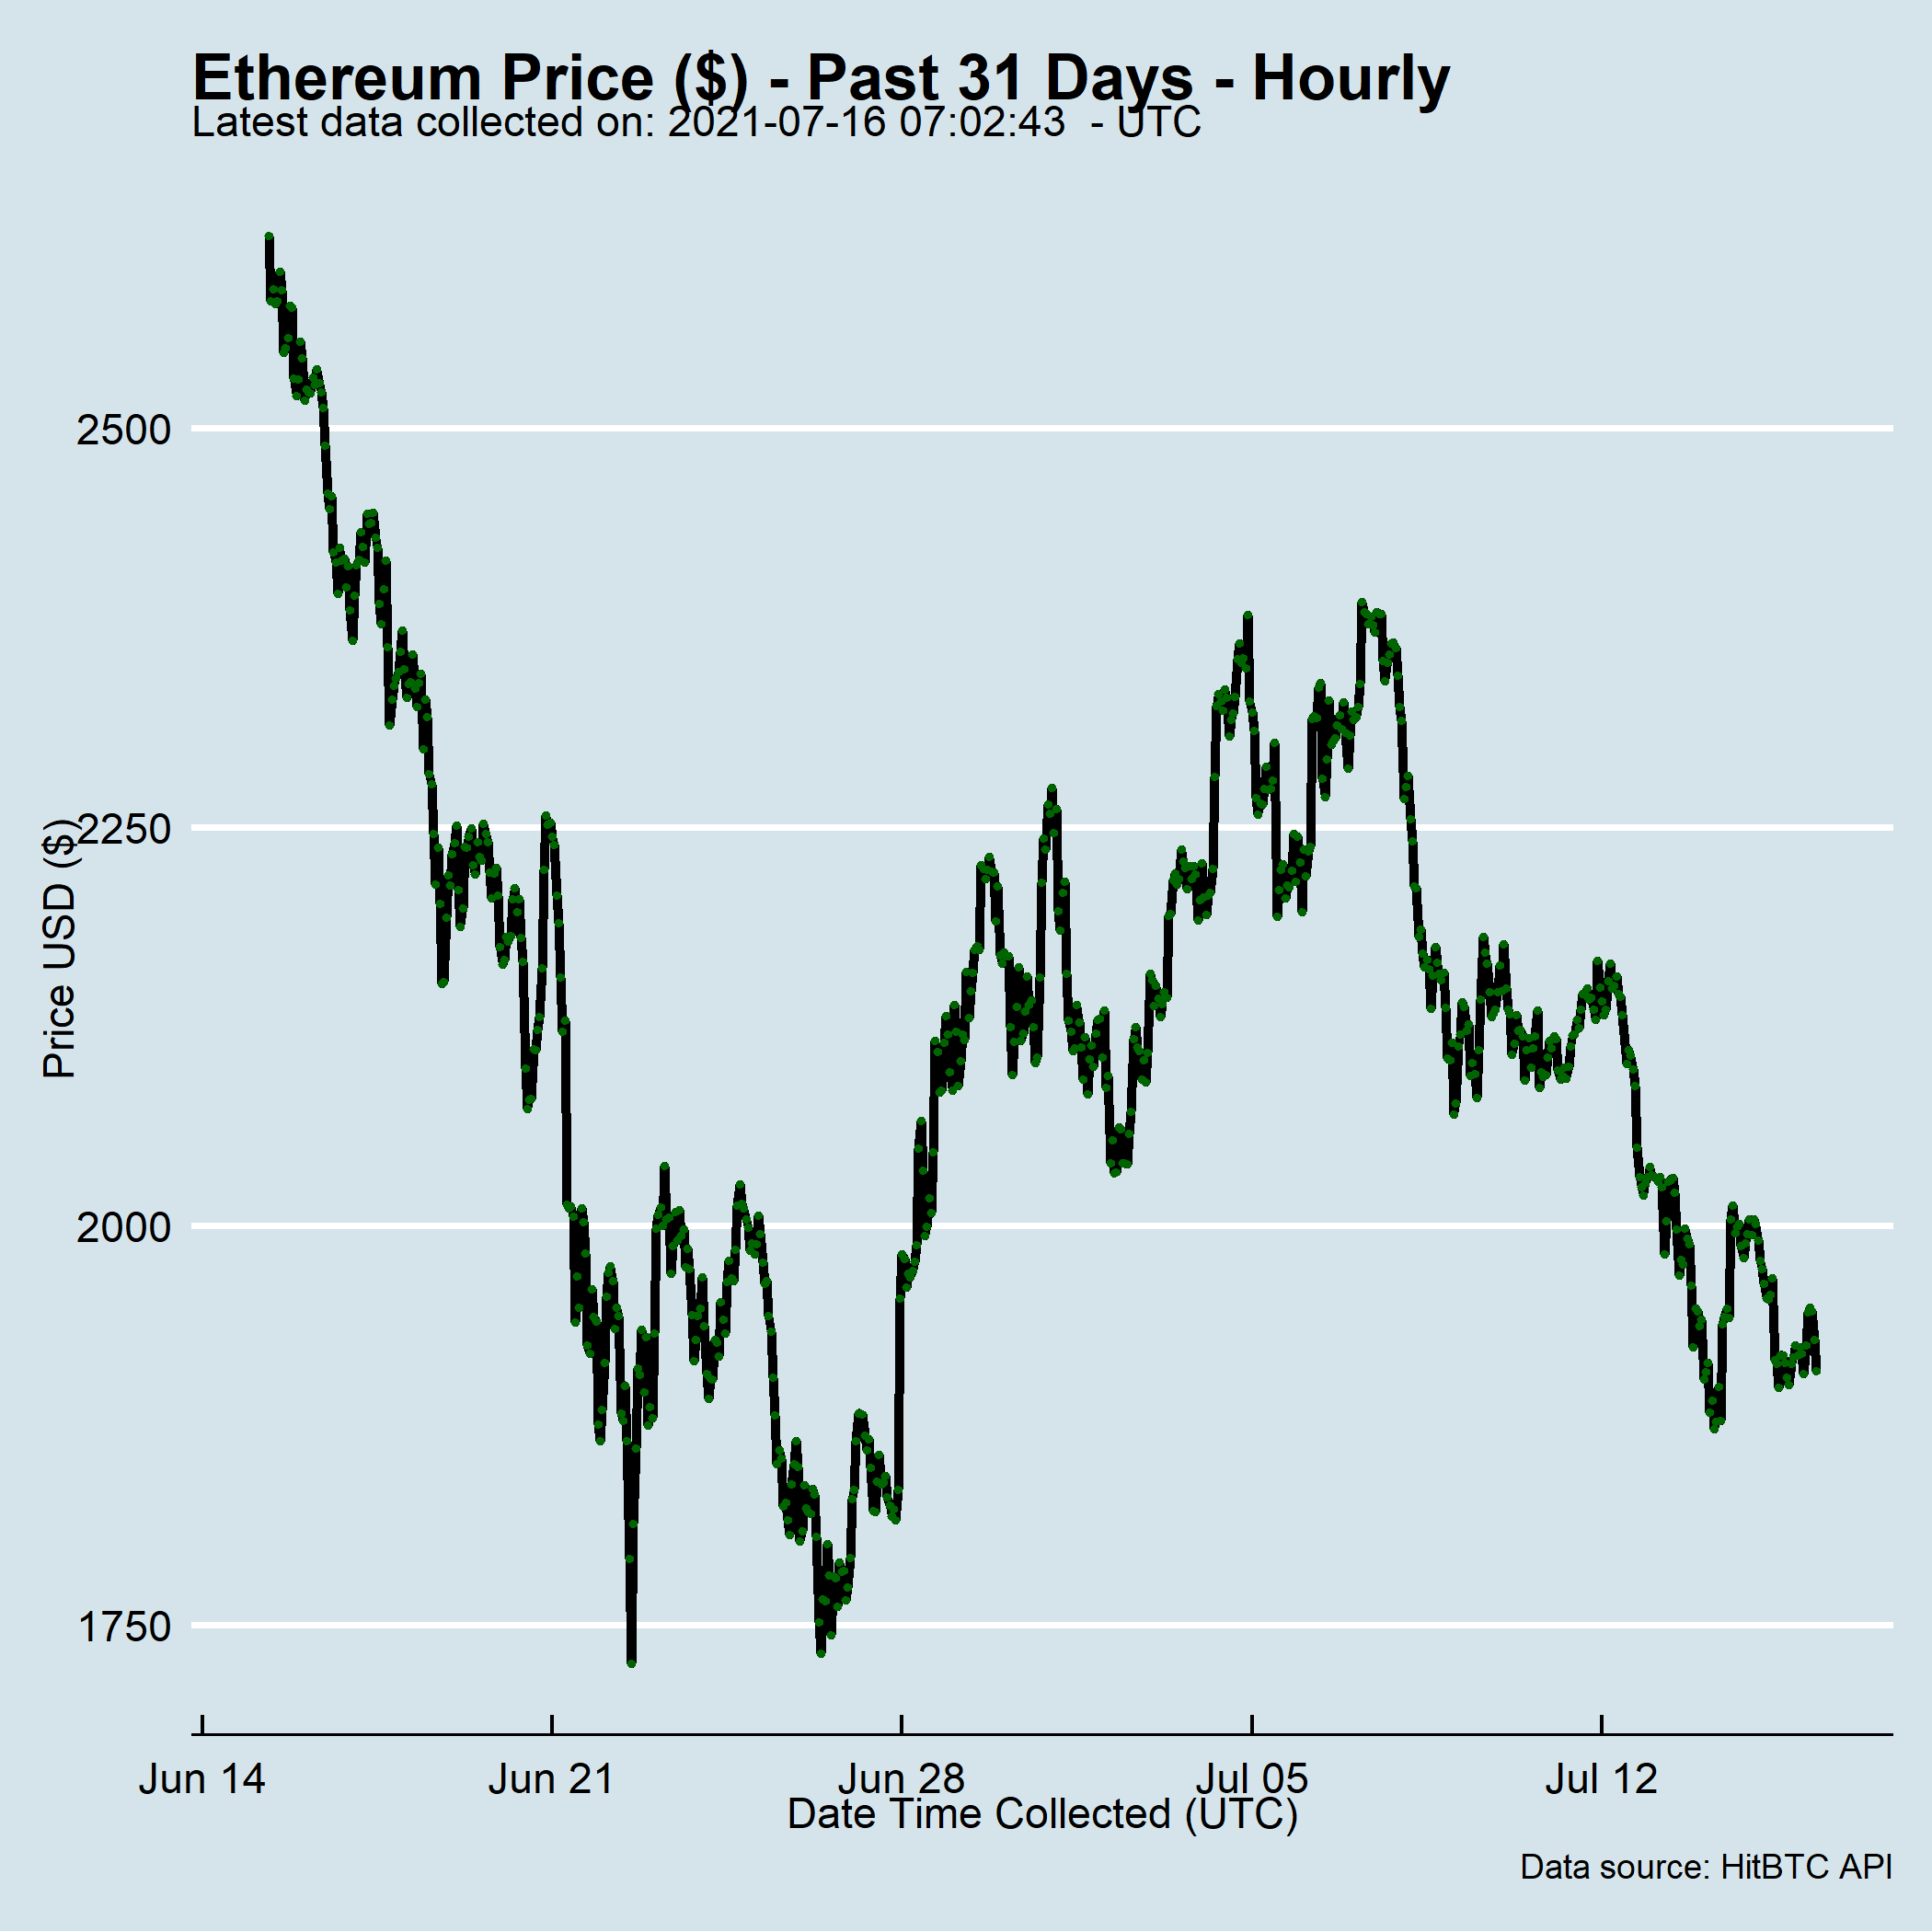 Ethereum Price ($) - Past 31 Days - Hourly
Latest data collected on: 2021-07-16 07:02:43  - UTC
2500
2250
2000
1750
Price USD ($)
Jun 14
Jun 21
Jun 28
Jul 05
Jul 12
Date Time Collected (UTC)
Data source: HitBTC API